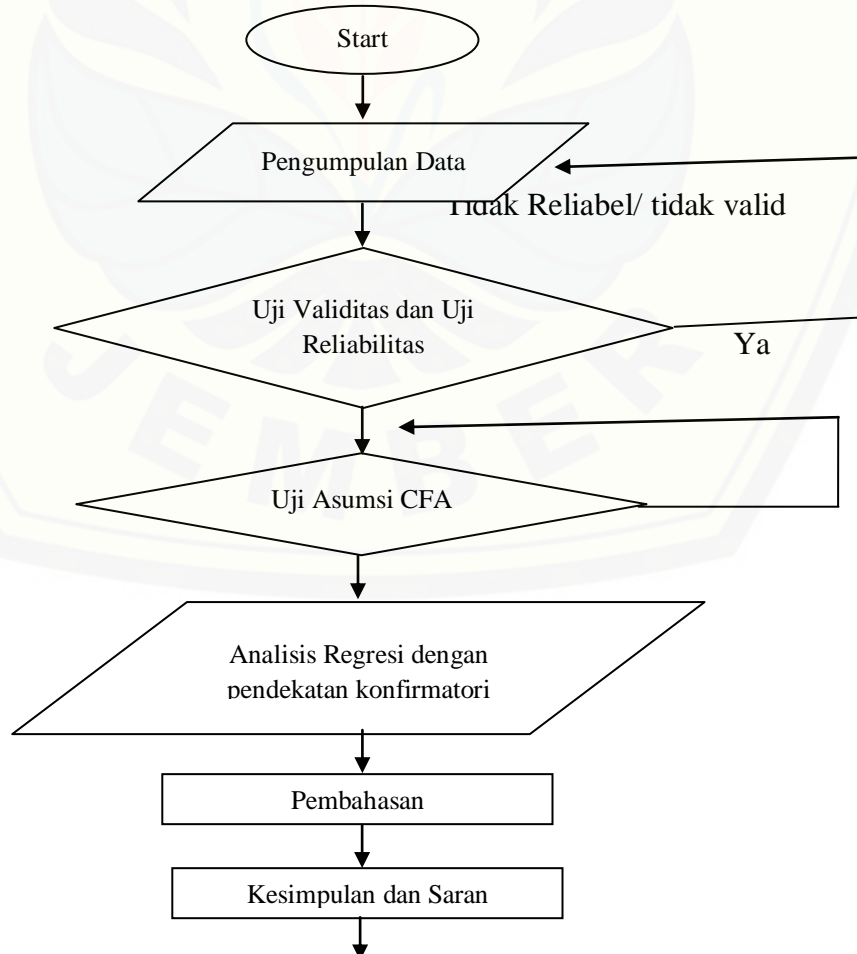 Start
Pengumpulan Data
Tidak Reliabel/ tidak valid
Uji Validitas dan Uji
Reliabilitas
Ya
Uji Asumsi CFA
Analisis Regresi dengan
pendekatan konfirmatori
Pembahasan
Kesimpulan dan Saran
JEMBER